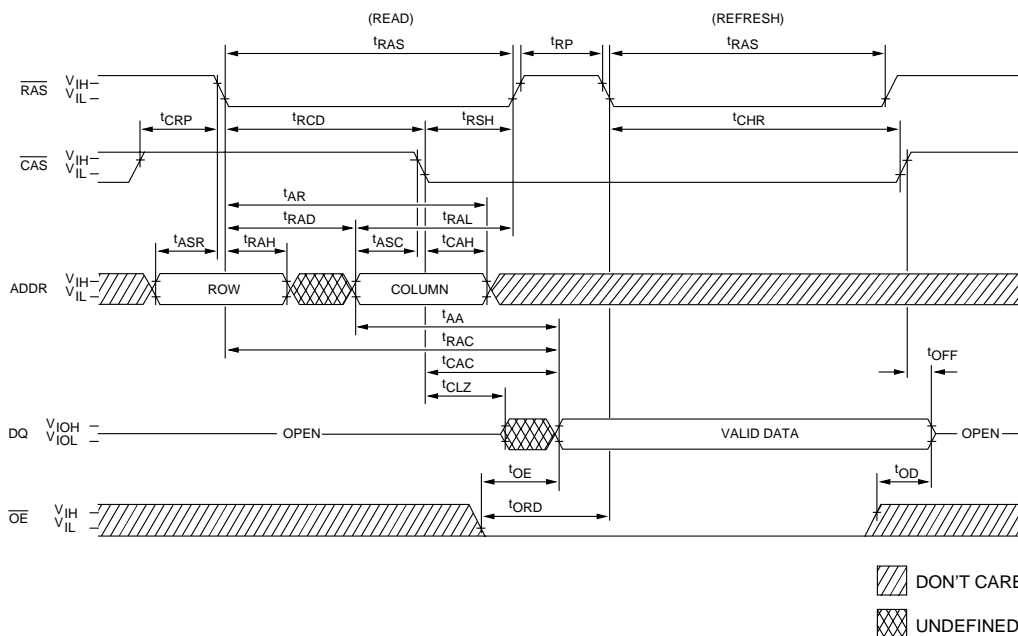 (READ) (REFRESH)
tRAS tRP tRAS
RAS VIH VIL
tCRP tRCD tRSH tCHR
CAS VIH VIL
tAR
tRAD tRAL
tASR tRAH tASC tCAH
ADDR VIH VIL ROW COLUMN
tAA
tRAC
tCAC tOFF
tCLZ
DQ VIOH VIOL OPEN VALID DATA OPEN
tOE tOD
tORD
OE VIH VIL
DON'T CARE
UNDEFINED